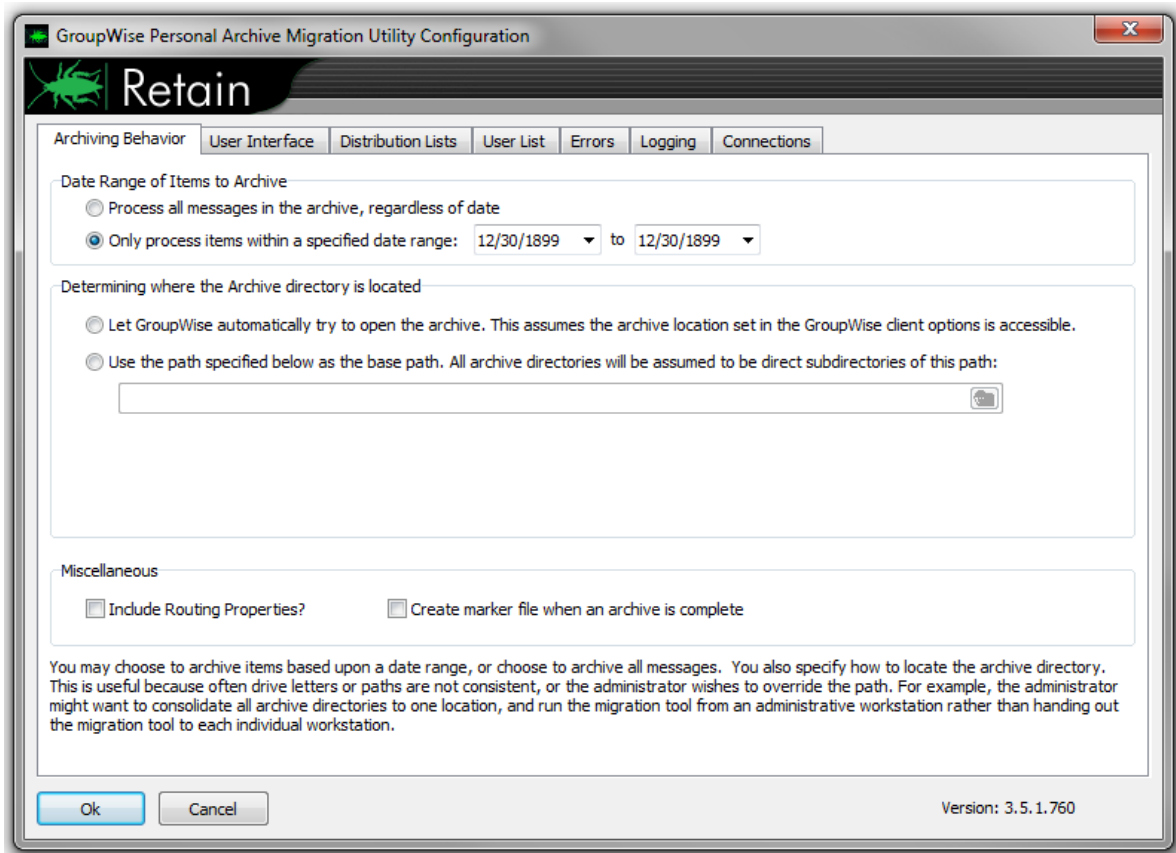 GroupWise Personal Archive Migration Utility Configuration
Retain
Archiving Behavior User Interface Distribution Lists User List Errors Logging Connections
Date Range of Items to Archive
Process all messages in the archive, regardless of date
Only process items within a specified date range: 12/30/1899 to 12/30/1899
Determining where the Archive directory is located
Let GroupWise automatically try to open the archive. This assumes the archive location set in the GroupWise client options is accessible.
Use the path specified below as the base path. All archive directories will be assumed to be direct subdirectories of this path:
Miscellaneous
Include Routing Properties? Create marker file when an archive is complete
You may choose to archive items based upon a date range, or choose to archive all messages.  You also specify how to locate the archive directory.
This is useful because often drive letters or paths are not consistent, or the administrator wishes to override the path. For example, the administrator
might want to consolidate all archive directories to one location, and run the migration tool from an administrative workstation rather than handing out
the migration tool to each individual workstation.
Ok Cancel Version: 3.5.1.760